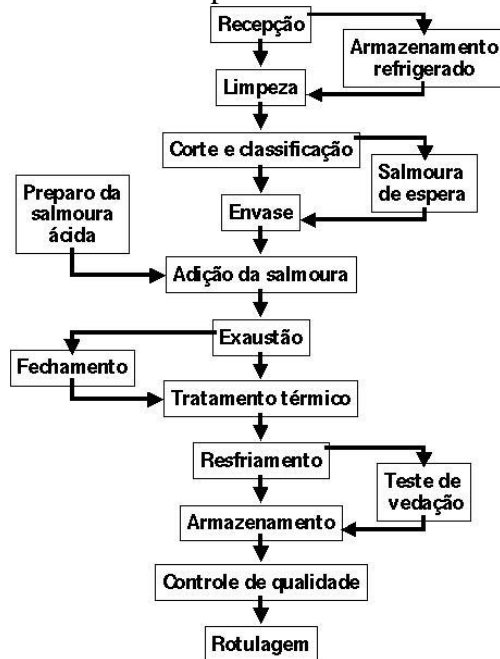 Recepção
Armazenamento
refrigerado
Limpeza
Corte e classificação
Salmoura
de espera
Preparo da
salmoura
ácida
Envase
Adição da salmoura
Exaustão
Fechamento
Tratamento térmico
Resfriamento
Teste de
vedação
Armazenamento
Controle de qualidade
Rotulagem